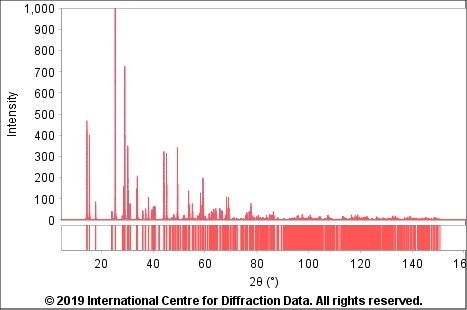 1,000
900
800
700
600
500
400
300
200
100
0
Intensity
20 40 60 80 100 120 140 16
2θ (°)
© 2019 International Centre for Diffraction Data. All rights reserved.